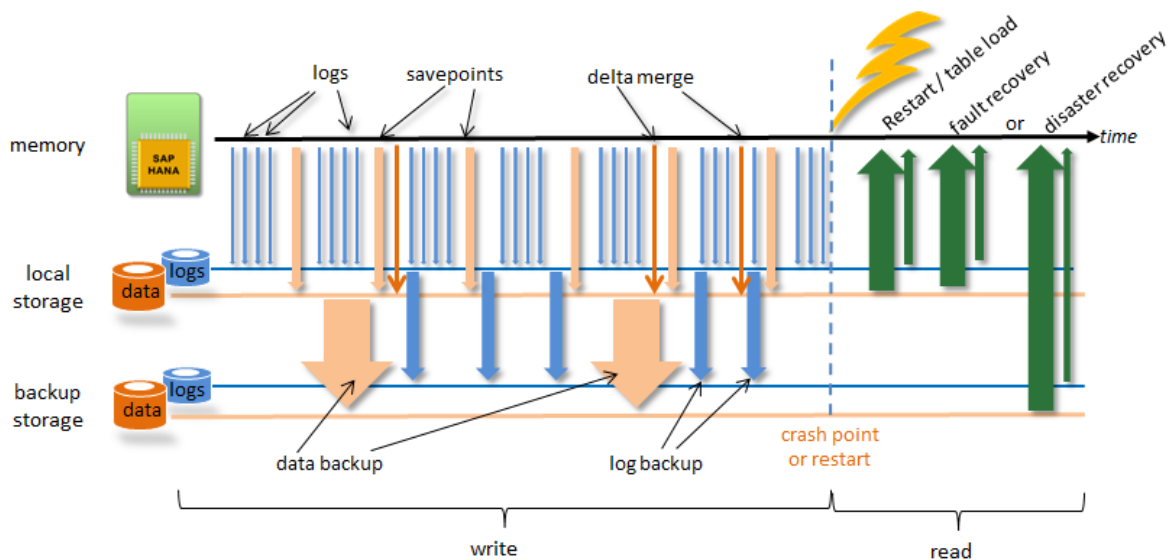 logs
savepoints
delta merge
Restart / table load
fault recovery
or
disaster recovery
memory
SAP
HANA
time
local
storage
logs
data
backup
storage
logs
data
data backup
log backup
crash point
or restart
write
read